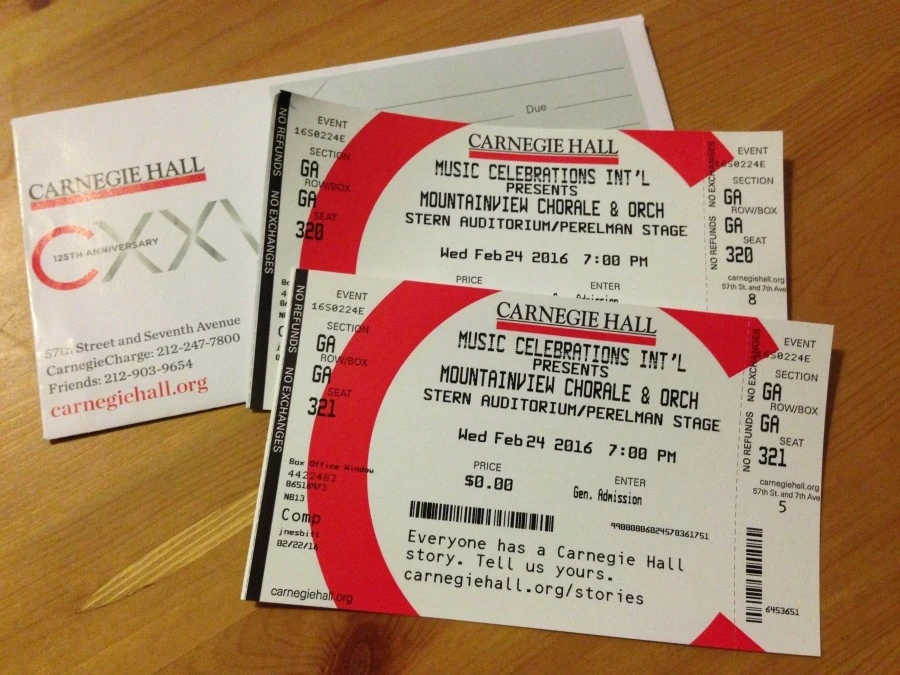 CARNEGIE HALL
125TH ANNIVERSARY
57th Street and Seventh Avenue
CarnegieCharge: 212-247-7800
Friends: 212-903-9654
carnegiehall.org
Due
NO REFUNDS NO EXCHANGES
EVENT
16S0224E
SECTION
GA
ROW/BOX
GA
SEAT
320
CARNEGIE HALL
MUSIC CELEBRATIONS INT'L
PRESENTS
MOUNTAINVIEW CHORALE & ORCH
STERN AUDITORIUM/PERELMAN STAGE
Wed Feb 24 2016 7:00 PM
PRICE
ENTER
NO REFUNDS NO EXCHANGES
EVENT
16S0224E
SECTION
GA
ROW/BOX
GA
SEAT
320
carnegiehall.org
57th St. and 7th Ave
8
NO REFUNDS NO EXCHANGES
EVENT
16S0224E
SECTION
GA
ROW/BOX
GA
SEAT
321
Box Office Window
4422483
NB13
Comp
jnesbitt
02/22/16
carnegiehall.org
CARNEGIE HALL
MUSIC CELEBRATIONS INT'L
PRESENTS
MOUNTAINVIEW CHORALE & ORCH
STERN AUDITORIUM/PERELMAN STAGE
Wed Feb 24 2016 7:00 PM
PRICE
$0.00
ENTER
Gen. Admission
99000006024570361751
Everyone has a Carnegie Hall
story. Tell us yours.
carnegiehall.org/stories
NO REFUNDS NO EXCHANGES
EVENT
16S0224E
SECTION
GA
ROW/BOX
GA
SEAT
321
carnegiehall.org
57th St. and 7th Ave
5
6453651